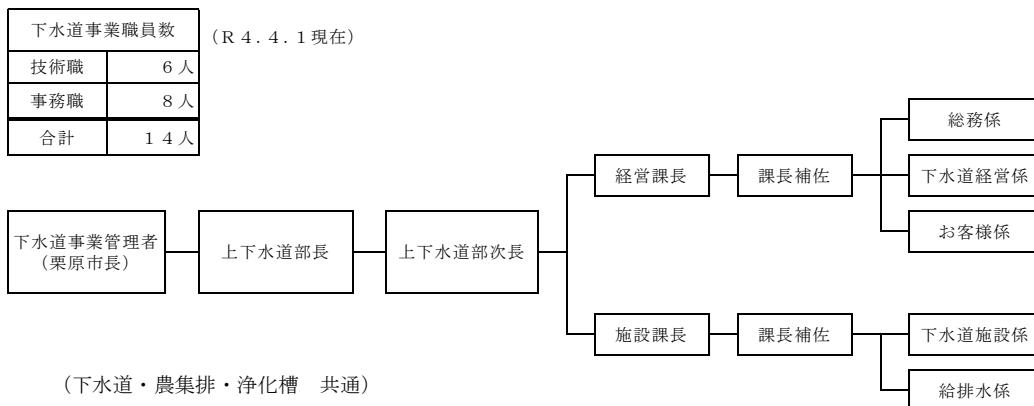 下水道事業職員数
(R4.4.1現在)
技術職 6人
事務職 8人
合計 14人
総務係
経営課長 課長補佐 下水道経営係
お客様係
下水道事業管理者
(栗原市長)
上下水道部長 上下水道部次長
施設課長 課長補佐 下水道施設係
給排水係
(下水道・農集排・浄化槽 共通)